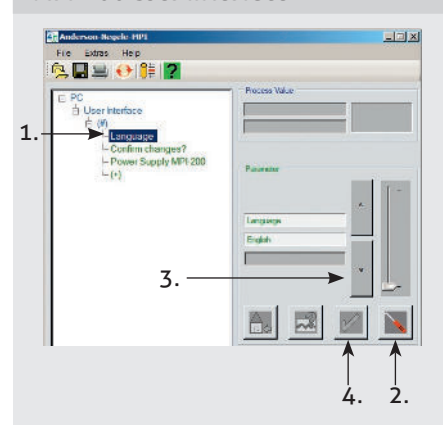 Anderson-Negele MPI
File Extras Help
PC
User Interface
(If)
Language
Confirm changes?
Power Supply MPI-200
(+)
Process Value
Parameter
Language
English
1.
3.
4. 2.